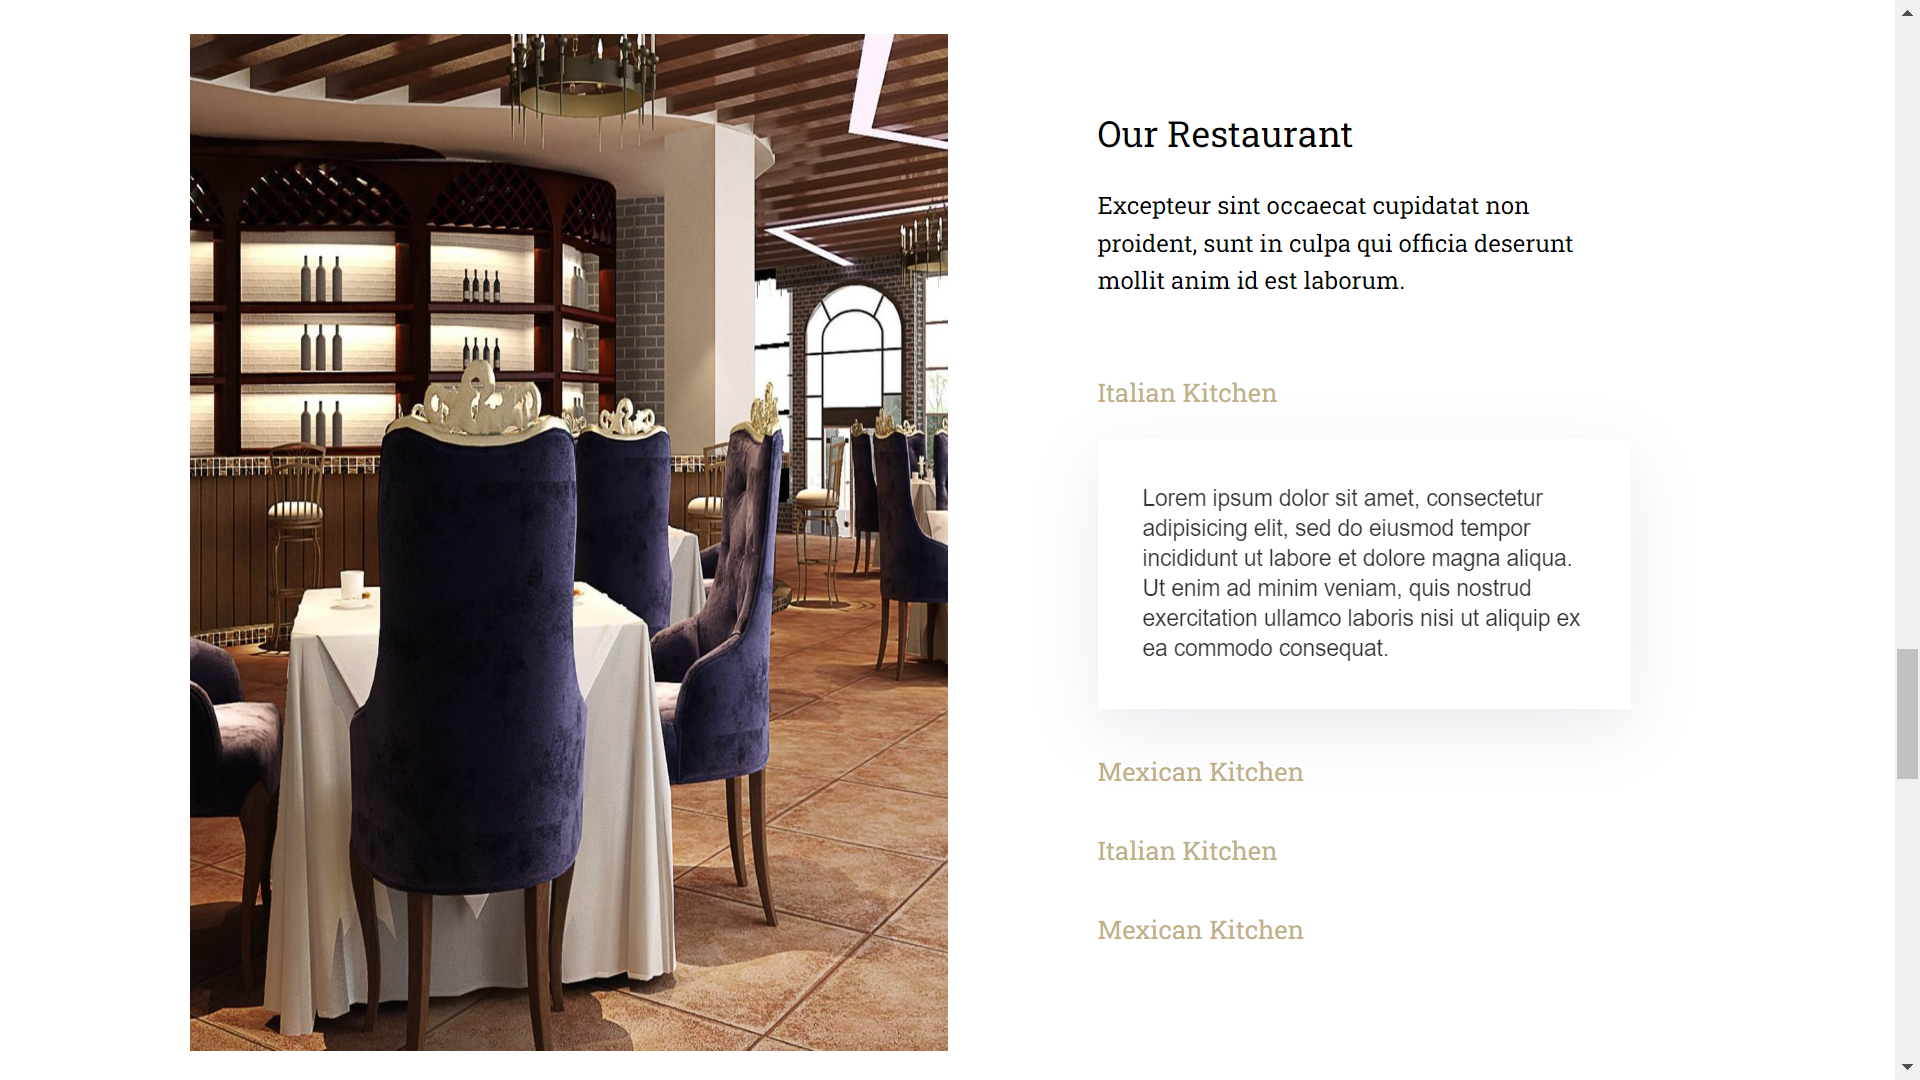 Our Restaurant
Excepteur sint occaecat cupidatat non
proident, sunt in culpa qui officia deserunt
mollit anim id est laborum.
Italian Kitchen
Lorem ipsum dolor sit amet, consectetur
adipisicing elit, sed do eiusmod tempor
incididunt ut labore et dolore magna aliqua.
Ut enim ad minim veniam, quis nostrud
exercitation ullamco laboris nisi ut aliquip ex
ea commodo consequat.
Mexican Kitchen
Italian Kitchen
Mexican Kitchen